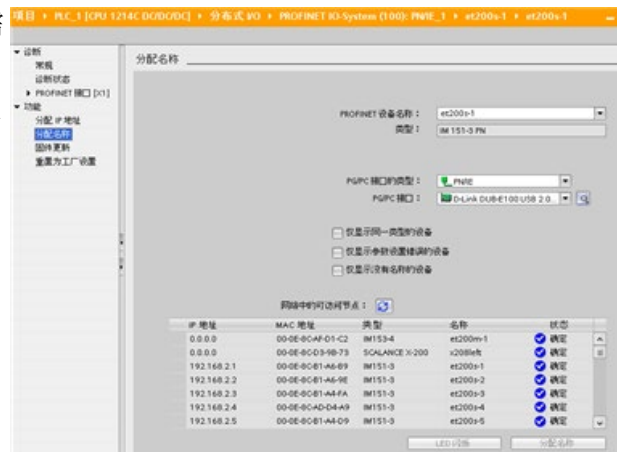 项目 ▸ PLC_1 [CPU 1214C DC/DC/DC] ▸ 分布式 I/O ▸ PROFINET IO-System (100): PN/IE_1 ▸ et200s-1 ▸ et200s-1
诊断
常规
诊断状态
PROFINET 接口 [X1]
功能
分配 IP 地址
分配名称
固件更新
重置为工厂设置
分配名称
PROFINET 设备名称: et200s-1
类型: IM 151-3 PN
PG/PC 接口的类型: PN/IE
PG/PC 接口: D-Link DUB-E100 USB 2.0...
仅显示同一类型的设备
仅显示参数设置错误的设备
仅显示没有名称的设备
网络中的可访问节点:
IP 地址 MAC 地址 类型 名称 状态
0.0.0.0 00-0E-8C-AF-D1-C2 IM153-4 et200m-1 确定
0.0.0.0 00-0E-8C-D3-9B-73 SCALANCE X-200 x208left 确定
192.168.2.1 00-0E-8C-B1-A6-B9 IM151-3 et200s-1 确定
192.168.2.2 00-0E-8C-B1-A6-9E IM151-3 et200s-2 确定
192.168.2.3 00-0E-8C-B1-A4-FA IM151-3 et200s-3 确定
192.168.2.4 00-0E-8C-AD-D4-A9 IM151-3 et200s-4 确定
192.168.2.5 00-0E-8C-B1-A4-D9 IM151-3 et200s-5 确定
LED 闪烁 分配名称